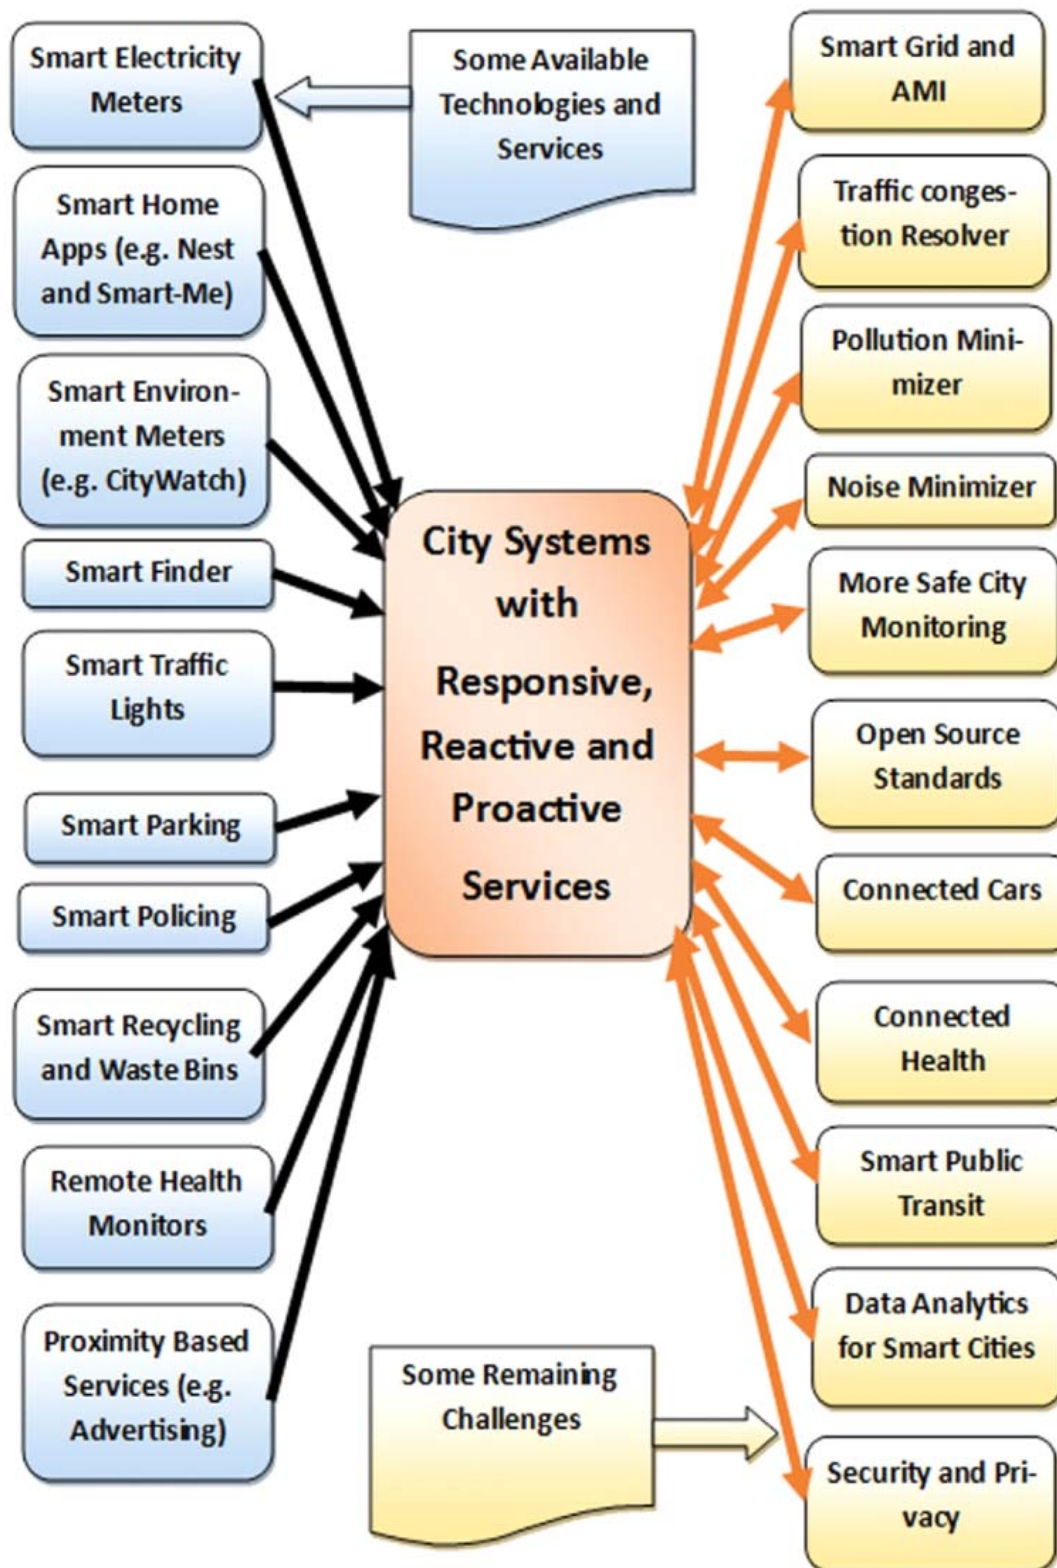 Smart Electricity
Meters
Smart Home
Apps (e.g. Nest
and Smart-Me)
Smart Environ-
ment Meters
(e.g. CityWatch)
Smart Finder
Smart Traffic
Lights
Smart Parking
Smart Policing
Smart Recycling
and Waste Bins
Remote Health
Monitors
Proximity Based
Services (e.g.
Advertising)
Some Available
Technologies and
Services
City Systems
with
Responsive,
Reactive and
Proactive
Services
Some Remaining
Challenges
Smart Grid and
AMI
Traffic conges-
tion Resolver
Pollution Mini-
mizer
Noise Minimizer
More Safe City
Monitoring
Open Source
Standards
Connected Cars
Connected
Health
Smart Public
Transit
Data Analytics
for Smart Cities
Security and Pri-
vacy